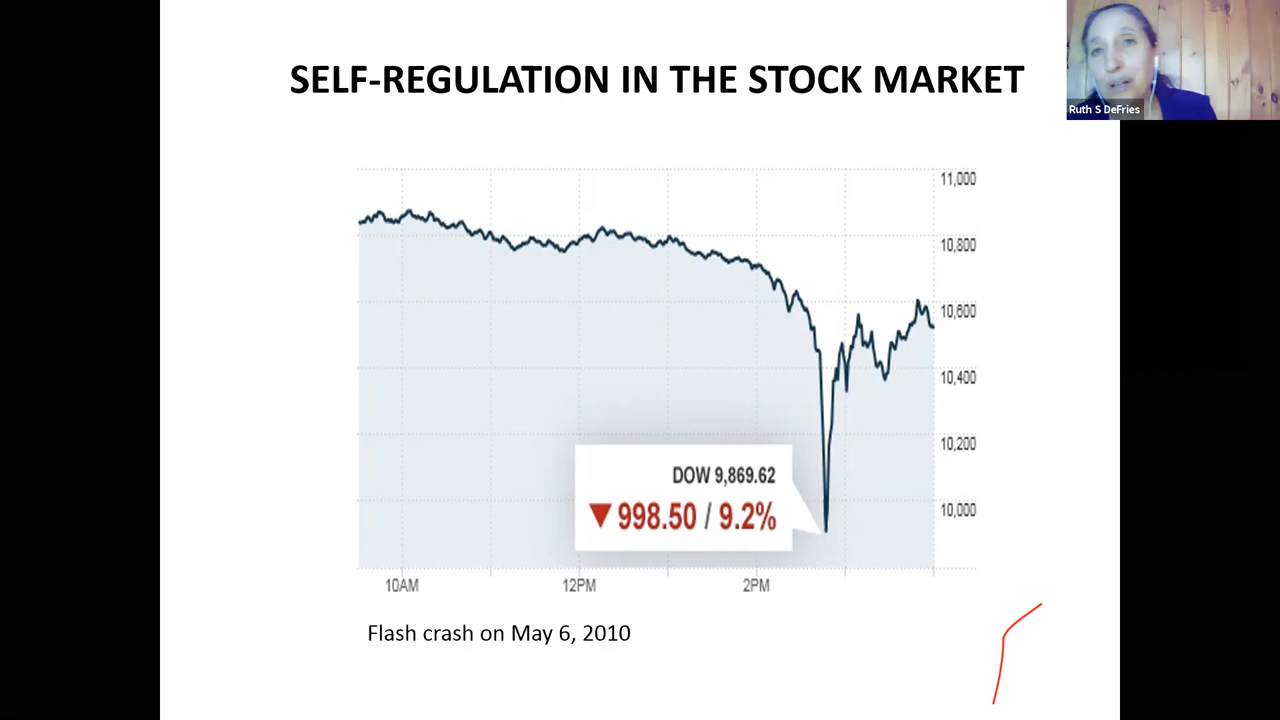 SELF-REGULATION IN THE STOCK MARKET
Ruth S DeFries
11,000
10,800
10,600
10,400
10,200
10,000
DOW 9,869.62
▼ 998.50 / 9.2%
10AM 12PM 2PM
Flash crash on May 6, 2010